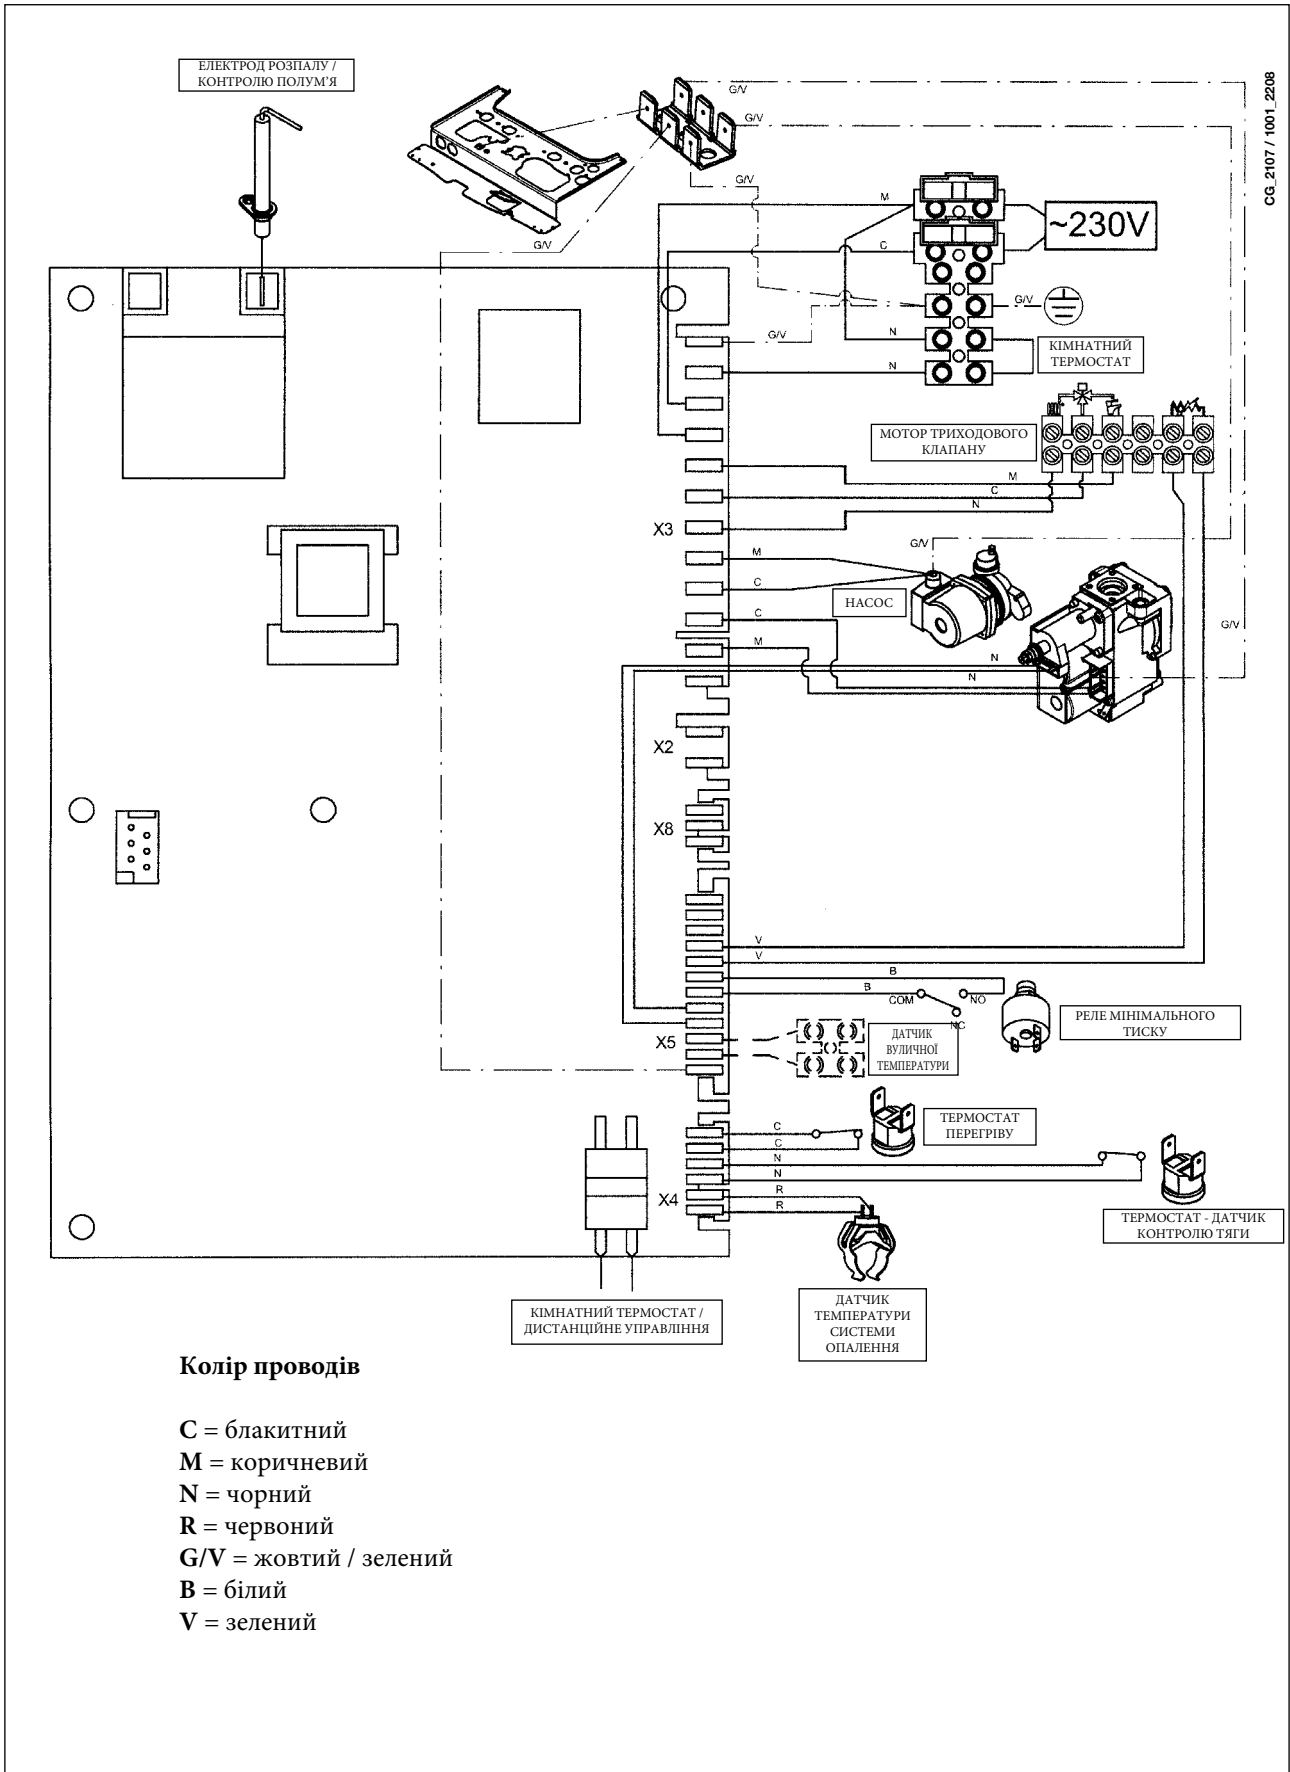 ЕЛЕКТРОД РОЗПАЛУ /
КОНТРОЛЮ ПОЛУМ’Я
CG_2107 / 1001_2208
G/V
G/V
G/V
G/V
M
~230V
C
G/V
G/V
N
КІМНАТНИЙ
ТЕРМОСТАТ
N
МОТОР ТРИХОДОВОГО
КЛАПАНУ
M
C
N
X3
G/V
M
C
НАСОС
C
G/V
M
N
N
X2
X8
V
V
B
B
COM
NO
NC
РЕЛЕ МІНІМАЛЬНОГО
ТИСКУ
X5
ДАТЧИК
ВУЛИЧНОЇ
ТЕМПЕРАТУРИ
ТЕРМОСТАТ
ПЕРЕГРІВУ
C
C
N
N
X4
R
R
ТЕРМОСТАТ - ДАТЧИК
КОНТРОЛЮ ТЯГИ
КІМНАТНИЙ ТЕРМОСТАТ /
ДИСТАНЦІЙНЕ УПРАВЛІННЯ
ДАТЧИК
ТЕМПЕРАТУРИ
СИСТЕМИ
ОПАЛЕННЯ
Колір проводів
C = блакитний
M = коричневий
N = чорний
R = червоний
G/V = жовтий / зелений
B = білий
V = зелений